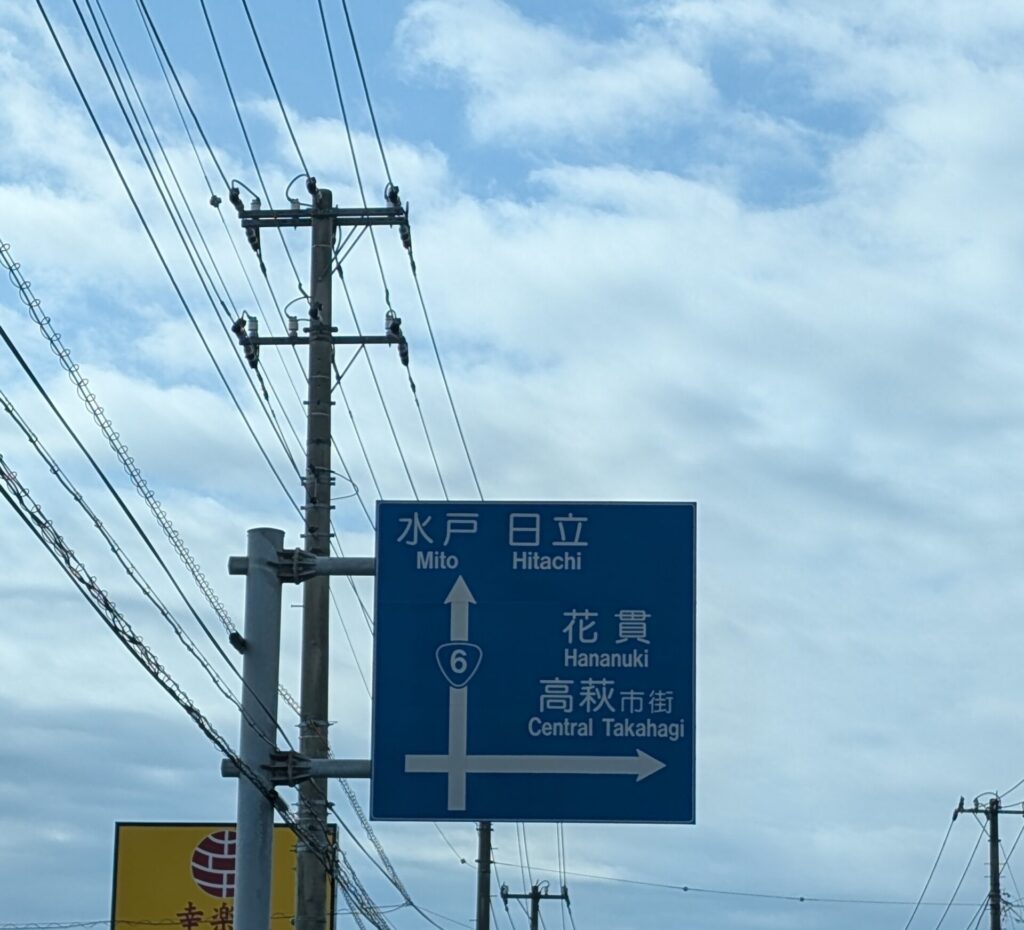 水戸 日立
Mito Hitachi
6
花貫
Hananuki
高萩市街
Central Takahagi
幸楽